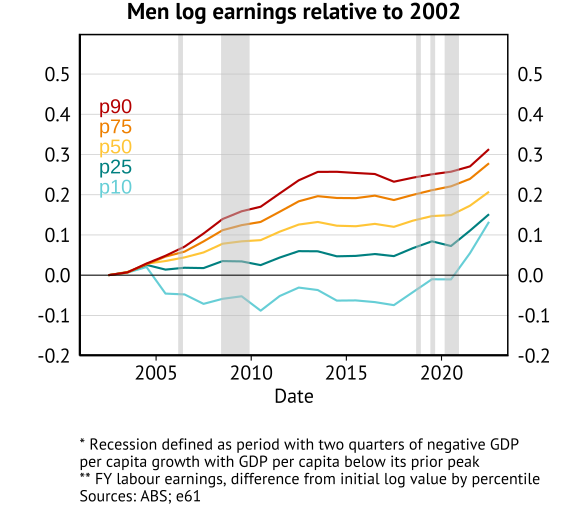 Men log earnings relative to 2002
0.5 0.5
0.4 0.4
p90
p75
0.3 0.3
p50
p25
0.2 0.2
p10
0.1 0.1
0.0 0.0
-0.1 -0.1
-0.2 -0.2
2005 2010 2015 2020
Date
* Recession defined as period with two quarters of negative GDP
per capita growth with GDP per capita below its prior peak
** FY labour earnings, difference from initial log value by percentile
Sources: ABS; e61